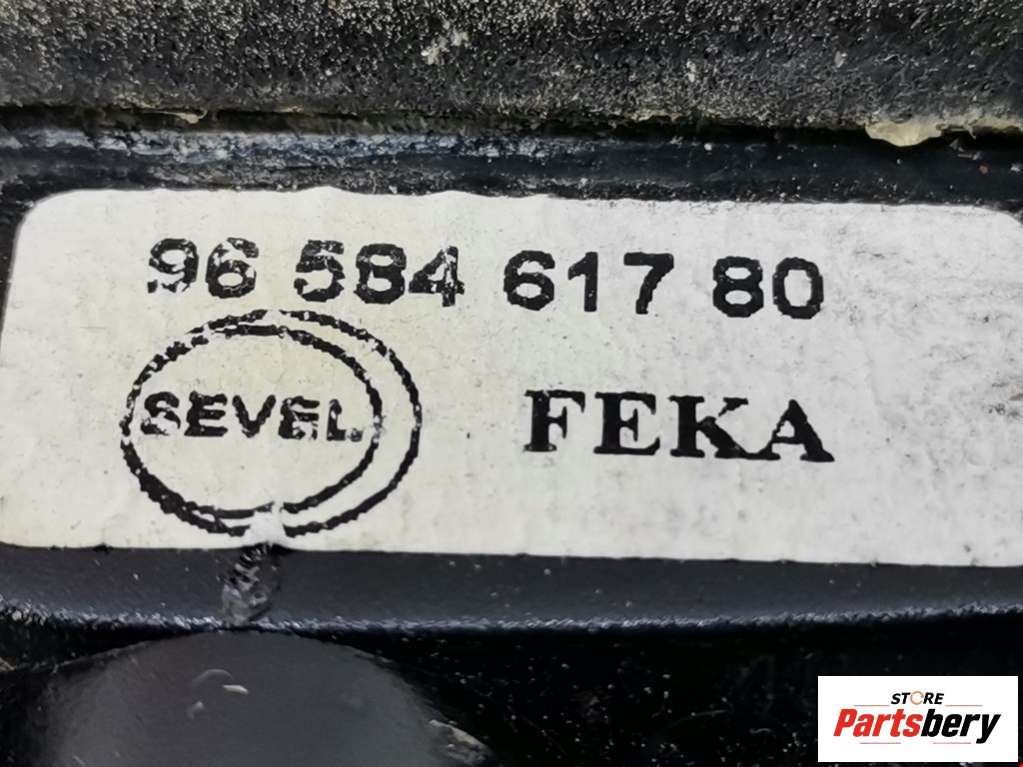 96 584 617 80
SEVEL
FEKA
STORE
Partsbery